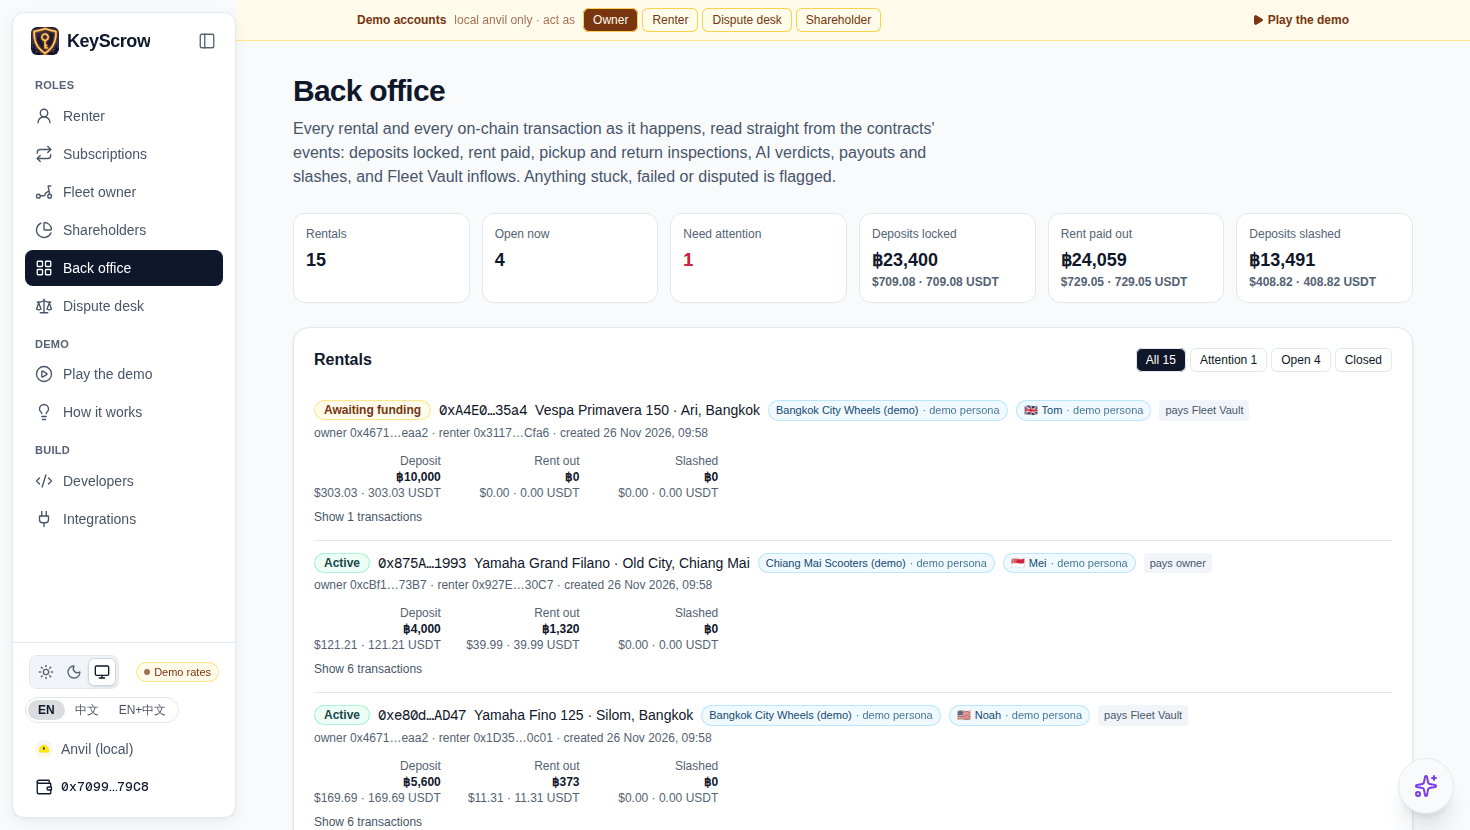 Demo accounts local anvil only · act as Owner Renter Dispute desk Shareholder Play the demo
KeyScrow
ROLES
Renter
Subscriptions
Fleet owner
Shareholders
Back office
Dispute desk
DEMO
Play the demo
How it works
BUILD
Developers
Integrations
Demo rates
EN 中文 EN+中文
Anvil (local)
0x7099…79C8
Back office
Every rental and every on-chain transaction as it happens, read straight from the contracts'
events: deposits locked, rent paid, pickup and return inspections, AI verdicts, payouts and
slashes, and Fleet Vault inflows. Anything stuck, failed or disputed is flagged.
Rentals
15
Open now
4
Need attention
1
Deposits locked
฿23,400
$709.08 · 709.08 USDT
Rent paid out
฿24,059
$729.05 · 729.05 USDT
Deposits slashed
฿13,491
$408.82 · 408.82 USDT
Rentals All 15 Attention 1 Open 4 Closed
Awaiting funding 0xA4E0…35a4 Vespa Primavera 150 · Ari, Bangkok Bangkok City Wheels (demo) · demo persona Tom · demo persona pays Fleet Vault
owner 0x4671…eaa2 · renter 0x3117…Cfa6 · created 26 Nov 2026, 09:58
Deposit Rent out Slashed
฿10,000 ฿0 ฿0
$303.03 · 303.03 USDT $0.00 · 0.00 USDT $0.00 · 0.00 USDT
Show 1 transactions
Active 0x875A…1993 Yamaha Grand Filano · Old City, Chiang Mai Chiang Mai Scooters (demo) · demo persona Mei · demo persona pays owner
owner 0xcBf1…73B7 · renter 0x927E…30C7 · created 26 Nov 2026, 09:58
Deposit Rent out Slashed
฿4,000 ฿1,320 ฿0
$121.21 · 121.21 USDT $39.99 · 39.99 USDT $0.00 · 0.00 USDT
Show 6 transactions
Active 0xe80d…AD47 Yamaha Fino 125 · Silom, Bangkok Bangkok City Wheels (demo) · demo persona Noah · demo persona pays Fleet Vault
owner 0x4671…eaa2 · renter 0x1D35…0c01 · created 26 Nov 2026, 09:58
Deposit Rent out Slashed
฿5,600 ฿373 ฿0
$169.69 · 169.69 USDT $11.31 · 11.31 USDT $0.00 · 0.00 USDT
Show 6 transactions